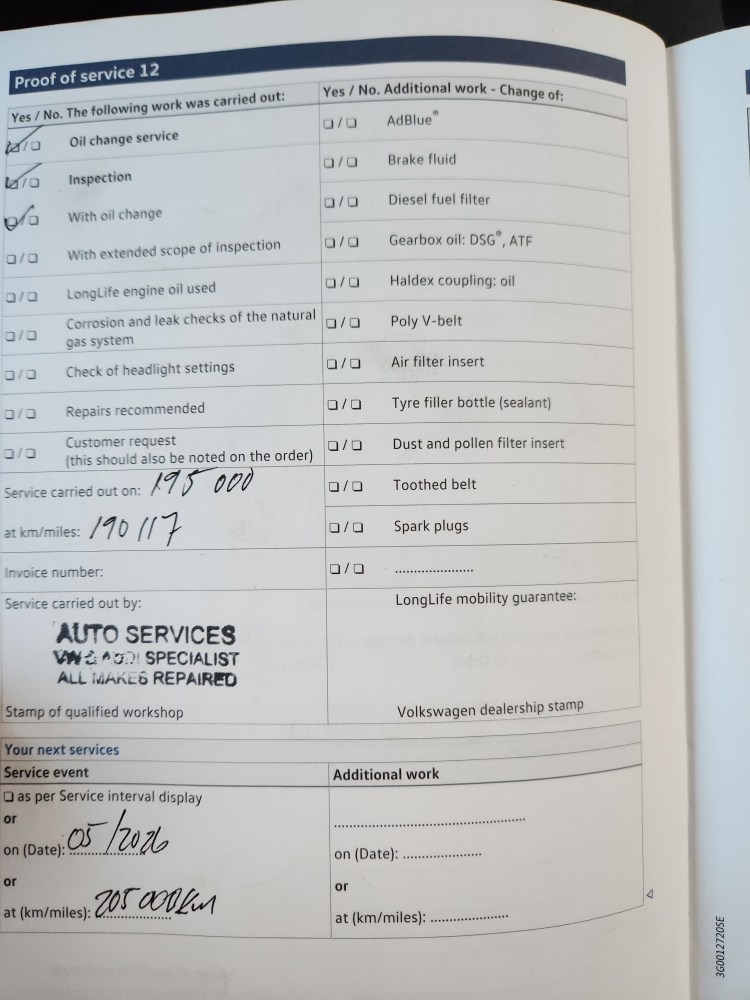 Proof of service 12
Yes / No. The following work was carried out:
☑/☐ Oil change service
☑/☐ Inspection
☑/☐ With oil change
☐/☐ With extended scope of inspection
☐/☐ LongLife engine oil used
☐/☐ Corrosion and leak checks of the natural
gas system
☐/☐ Check of headlight settings
☐/☐ Repairs recommended
☐/☐ Customer request
(this should also be noted on the order)
Service carried out on: 195 000
at km/miles: 190 117
Invoice number:
Service carried out by:
AUTO SERVICES
VW & AUDI SPECIALIST
ALL MAKES REPAIRED
Stamp of qualified workshop
Yes / No. Additional work - Change of:
☐/☐ AdBlue®
☐/☐ Brake fluid
☐/☐ Diesel fuel filter
☐/☐ Gearbox oil: DSG®, ATF
☐/☐ Haldex coupling: oil
☐/☐ Poly V-belt
☐/☐ Air filter insert
☐/☐ Tyre filler bottle (sealant)
☐/☐ Dust and pollen filter insert
☐/☐ Toothed belt
☐/☐ Spark plugs
☐/☐ ......................
LongLife mobility guarantee:
Volkswagen dealership stamp
Your next services
Service event
☐ as per Service interval display
or
on (Date): 05/2026
or
at (km/miles): 205 000km
Additional work
......................................................
on (Date): ......................
or
at (km/miles): ......................
3G0012720SE